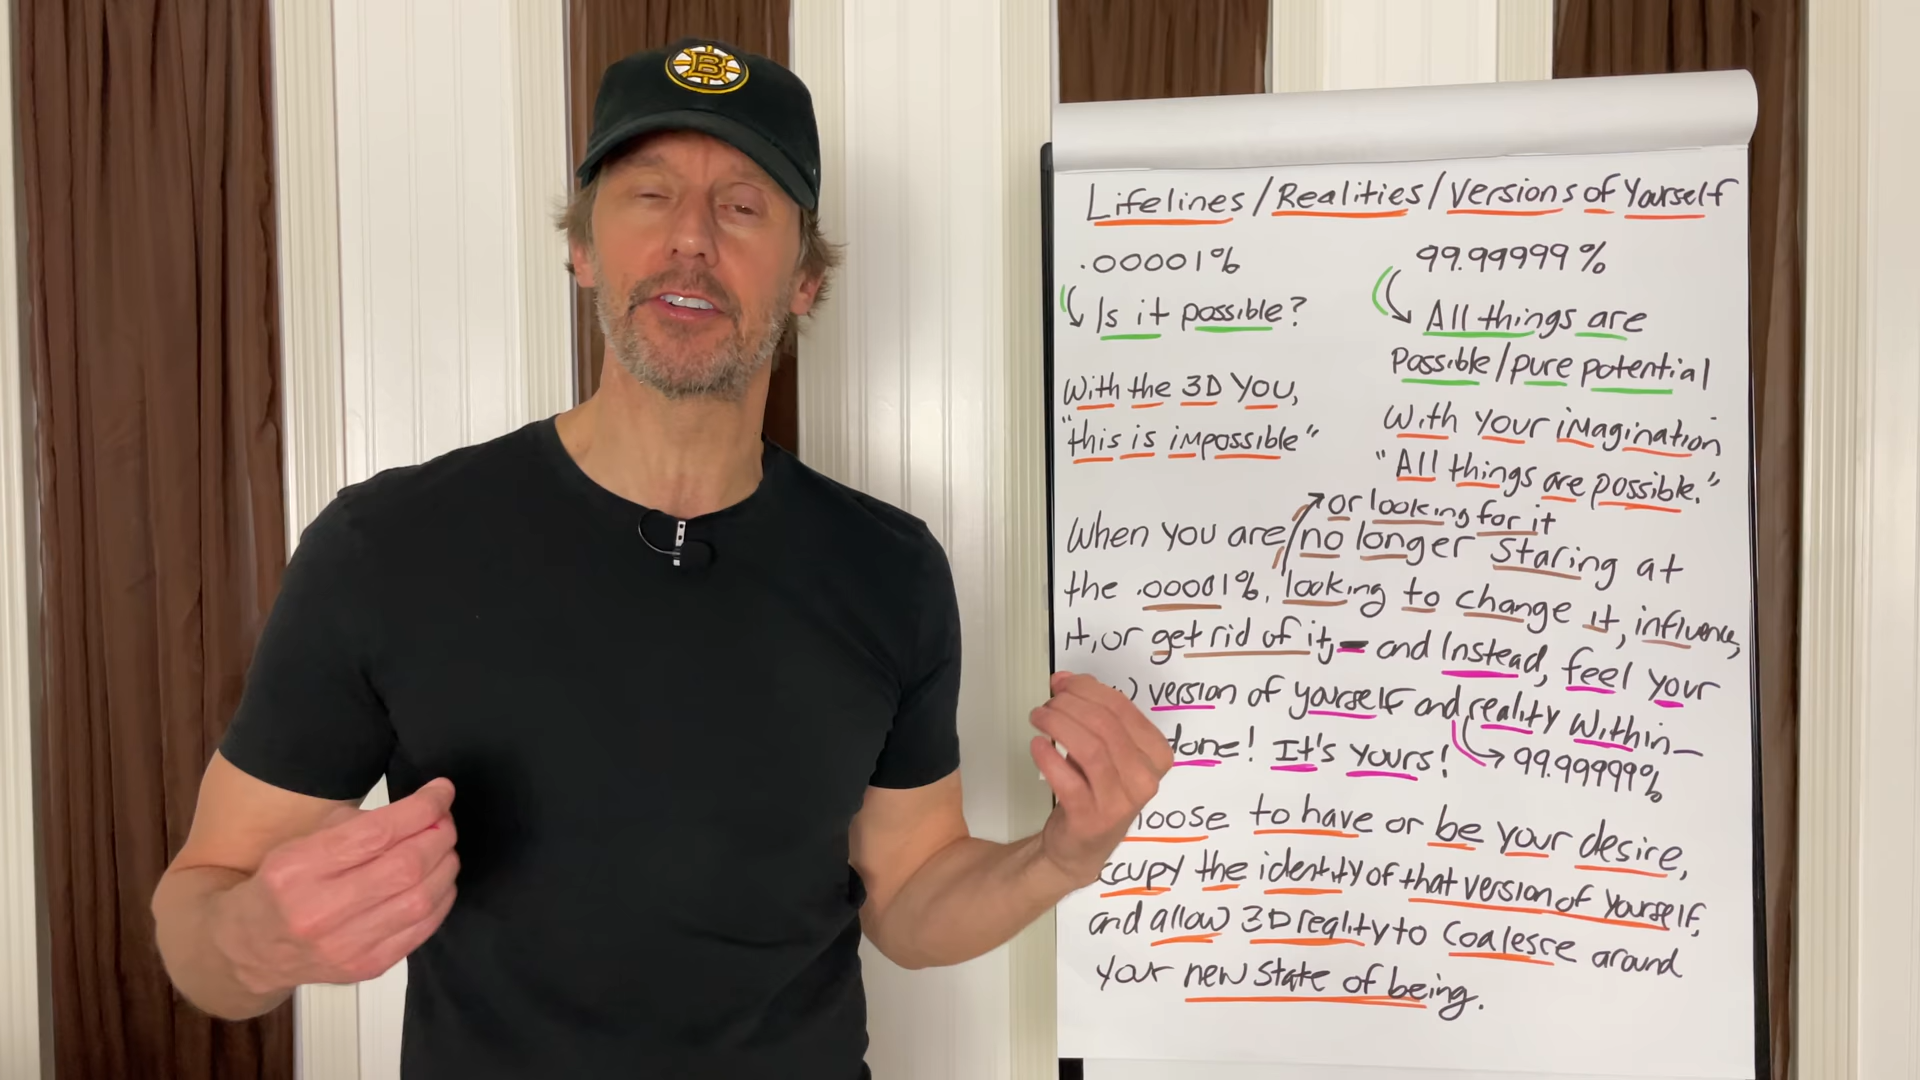 B
Lifelines/Realities/Versions of Yourself
.00001% 99.99999%
Is it possible? All things are
Possible/pure potential
With the 3D YOU, With your imagination
"this is impossible" "All things are possible."
or looking for it
When you are no longer staring at
the .00001%, looking to change it, influence
it, or get rid of it, - and Instead, feel your
version of yourself and reality within—
done! It's yours! 99.99999%
to have or be your desire,
the identity of that version of yourself,
and allow 3D reality to coalesce around
your new state of being.